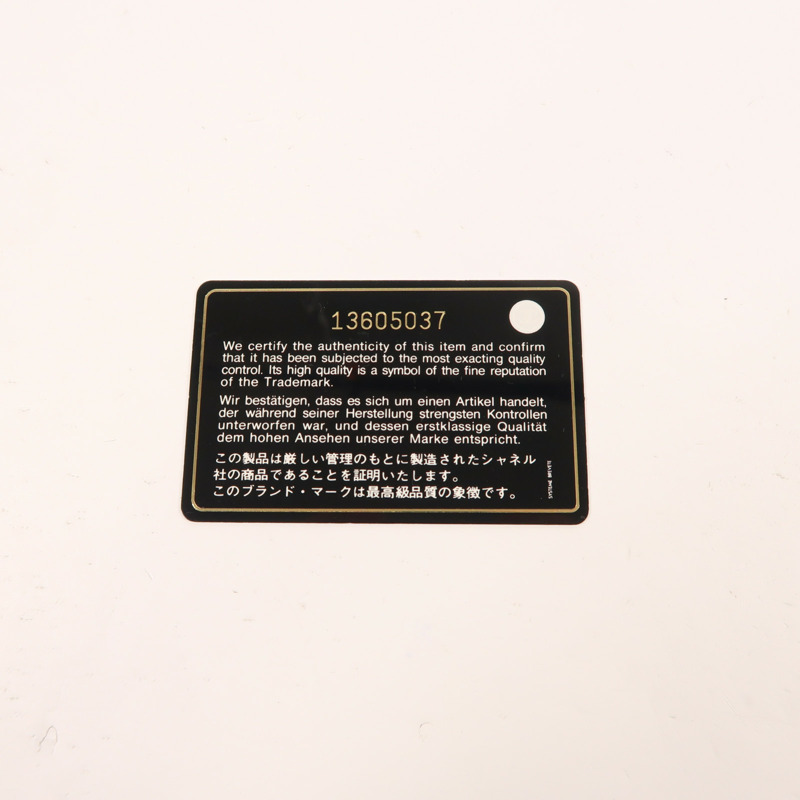 13605037
We certify the authenticity of this item and confirm
that it has been subjected to the most exacting quality
control. Its high quality is a symbol of the fine reputation
of the Trademark.
Wir bestätigen, dass es sich um einen Artikel handelt,
der während seiner Herstellung strengsten Kontrollen
unterworfen war, und dessen erstklassige Qualität
dem hohen Ansehen unserer Marke entspricht.
この製品は厳しい管理のもとに製造されたシャネル
社の商品であることを証明いたします。
このブランド・マークは最高級品質の象徴です。
SYSTEME BREVETE